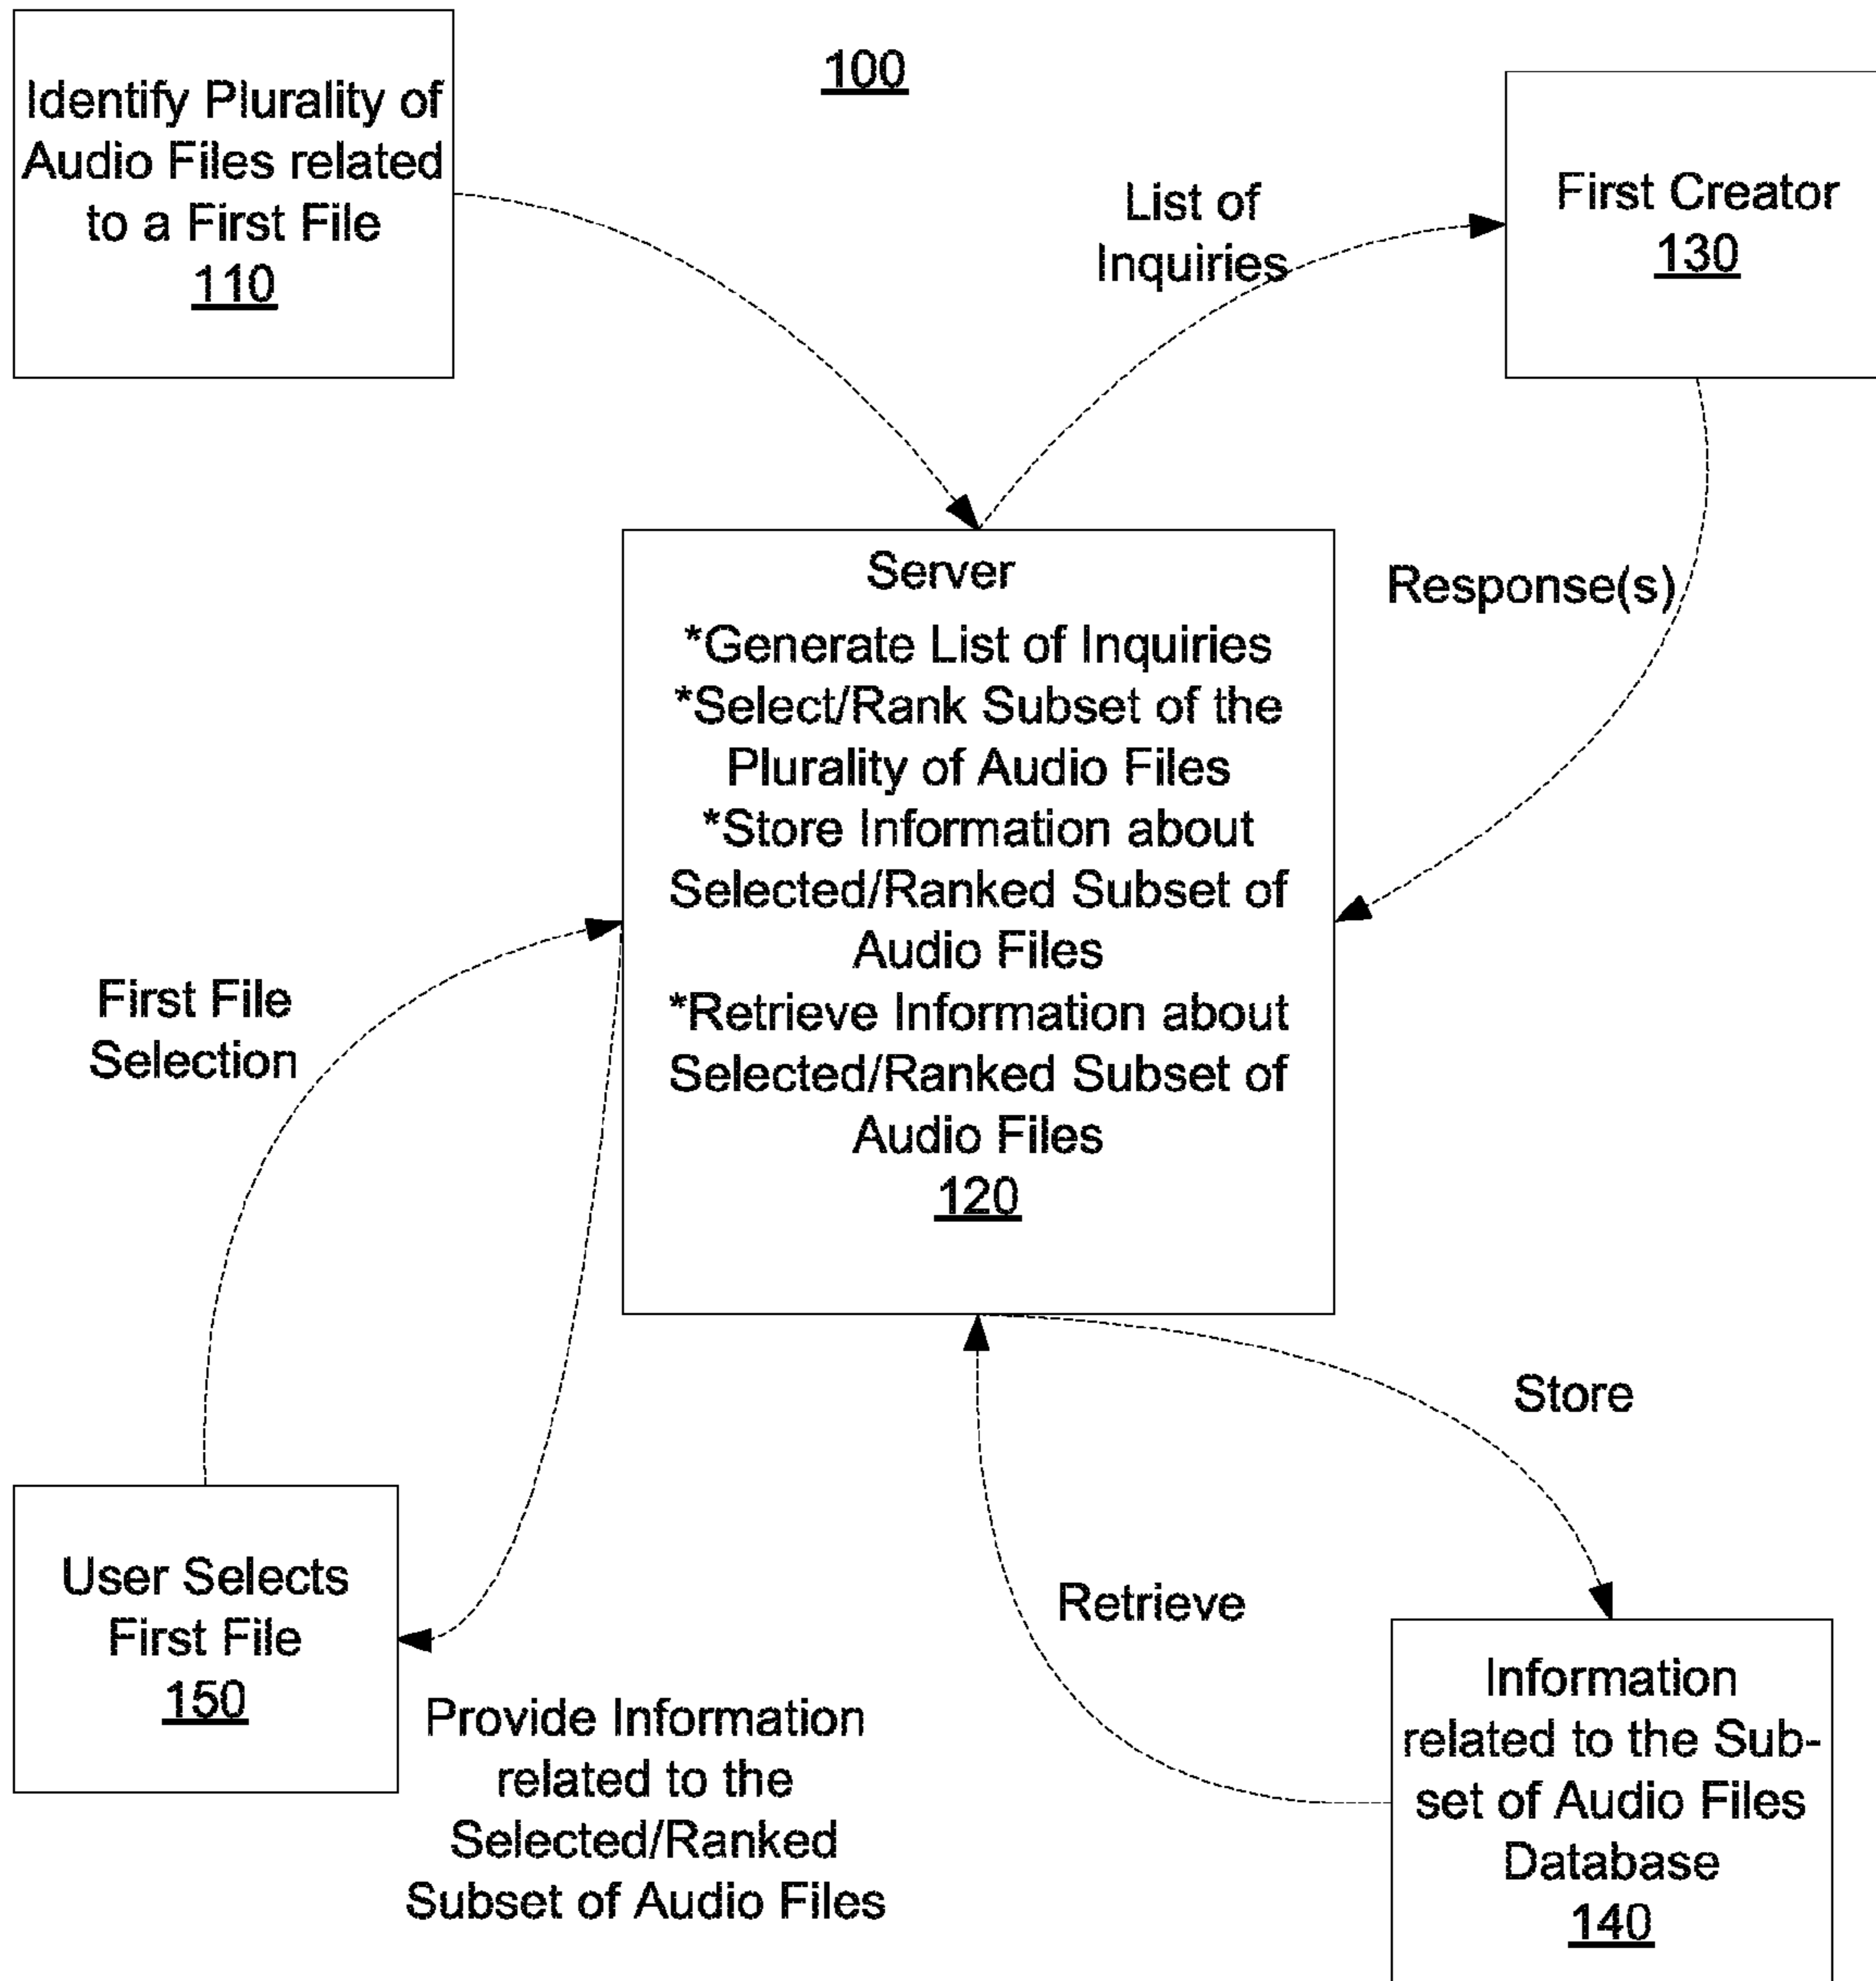 100
Identify Plurality of
Audio Files related
to a First File
110
List of
Inquiries
First Creator
130
Response(s)
Server
*Generate List of Inquiries
*Select/Rank Subset of the
Plurality of Audio Files
*Store Information about
Selected/Ranked Subset of
Audio Files
*Retrieve Information about
Selected/Ranked Subset of
Audio Files
120
First File
Selection
Store
Retrieve
User Selects
First File
150
Provide Information
related to the
Selected/Ranked
Subset of Audio Files
Information
related to the Sub-
set of Audio Files
Database
140